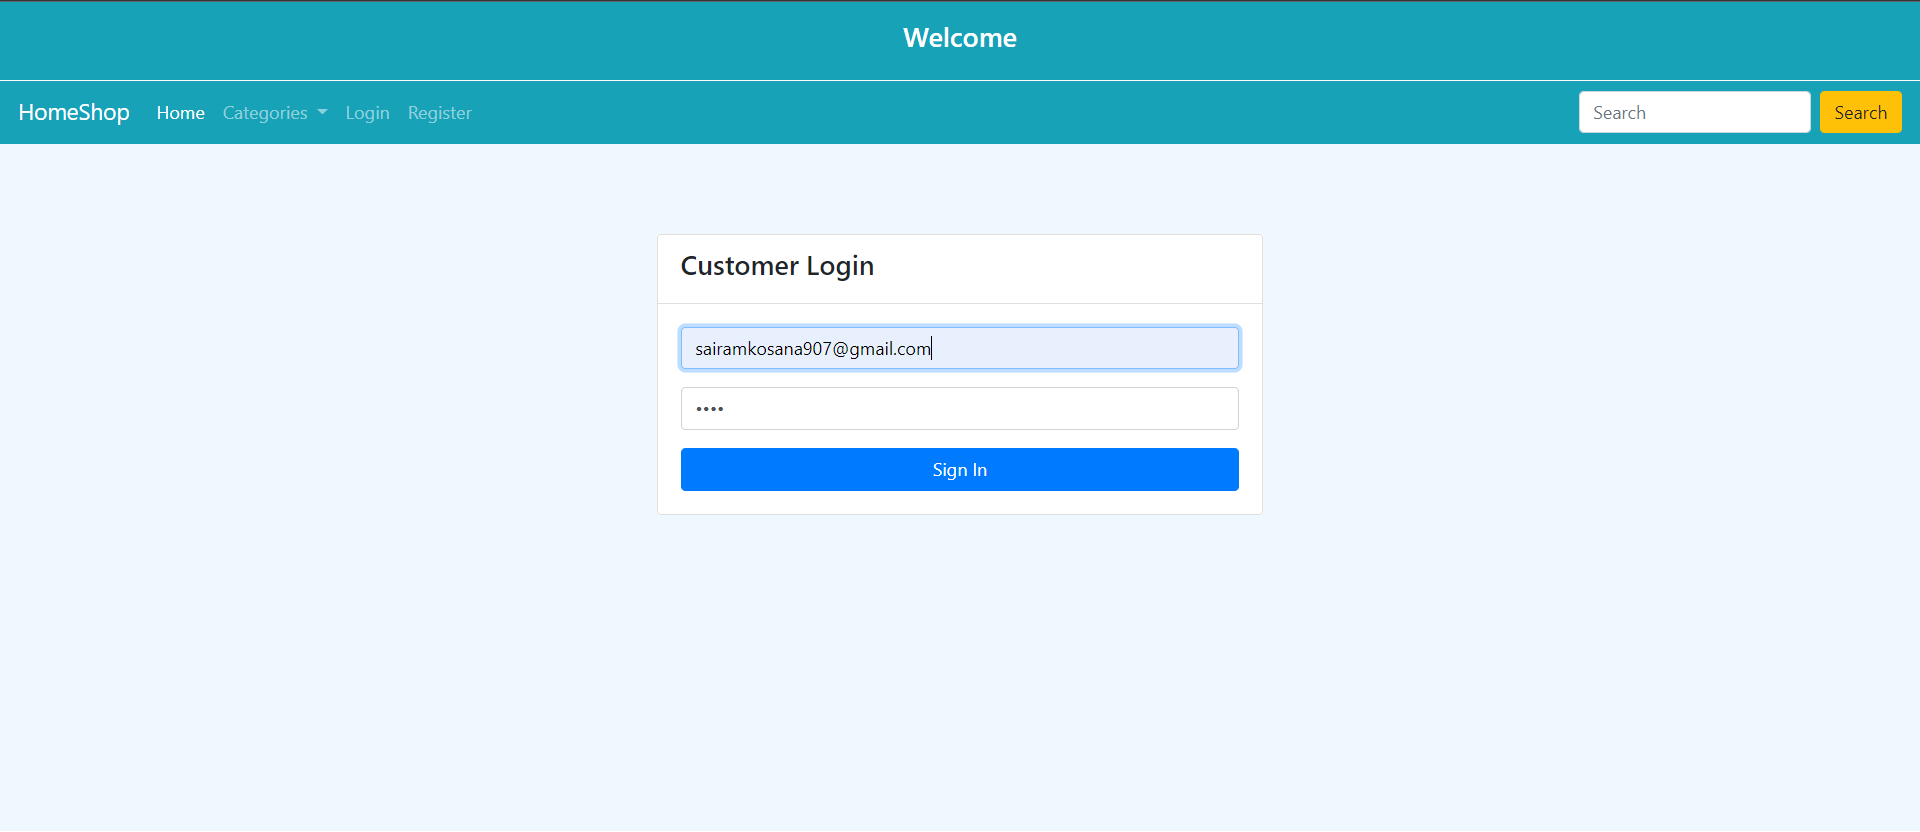 Welcome
HomeShop Home Categories Login Register Search Search
Customer Login
sairamkosana907@gmail.com
••••
Sign In